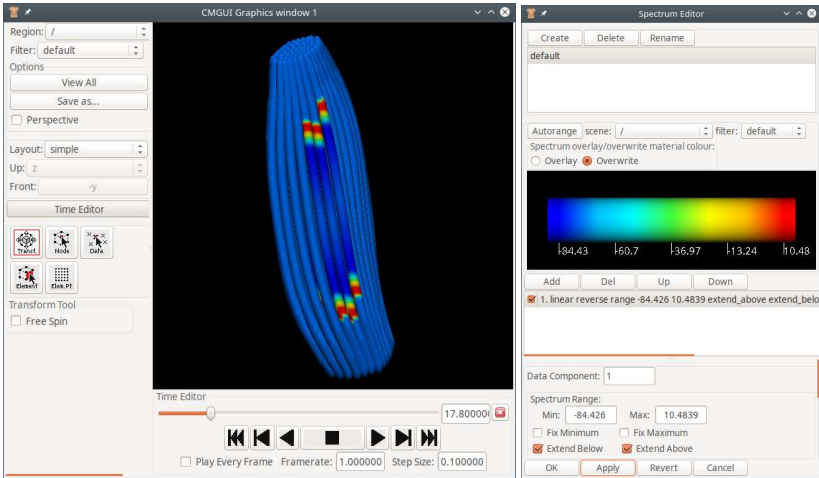 CMGUI Graphics window 1
Region: /
Filter: default
Options
View All
Save as...
Perspective
Layout: simple
Up: z
Front: -y
Time Editor
Transf. Node Data
Element Elem.Pt.
Transform Tool
Free Spin
Time Editor
17.80000
Play Every Frame Framerate: 1.000000 Step Size: 0.100000
Spectrum Editor
Create Delete Rename
default
Autorange scene: / filter: default
Spectrum overlay/overwrite material colour:
Overlay Overwrite
-84.43 -60.7 -36.97 -13.24 10.48
Add Del Up Down
1. linear reverse range -84.426 10.4839 extend_above extend_belo
Data Component: 1
Spectrum Range:
Min: -84.426 Max: 10.4839
Fix Minimum Fix Maximum
Extend Below Extend Above
OK Apply Revert Cancel